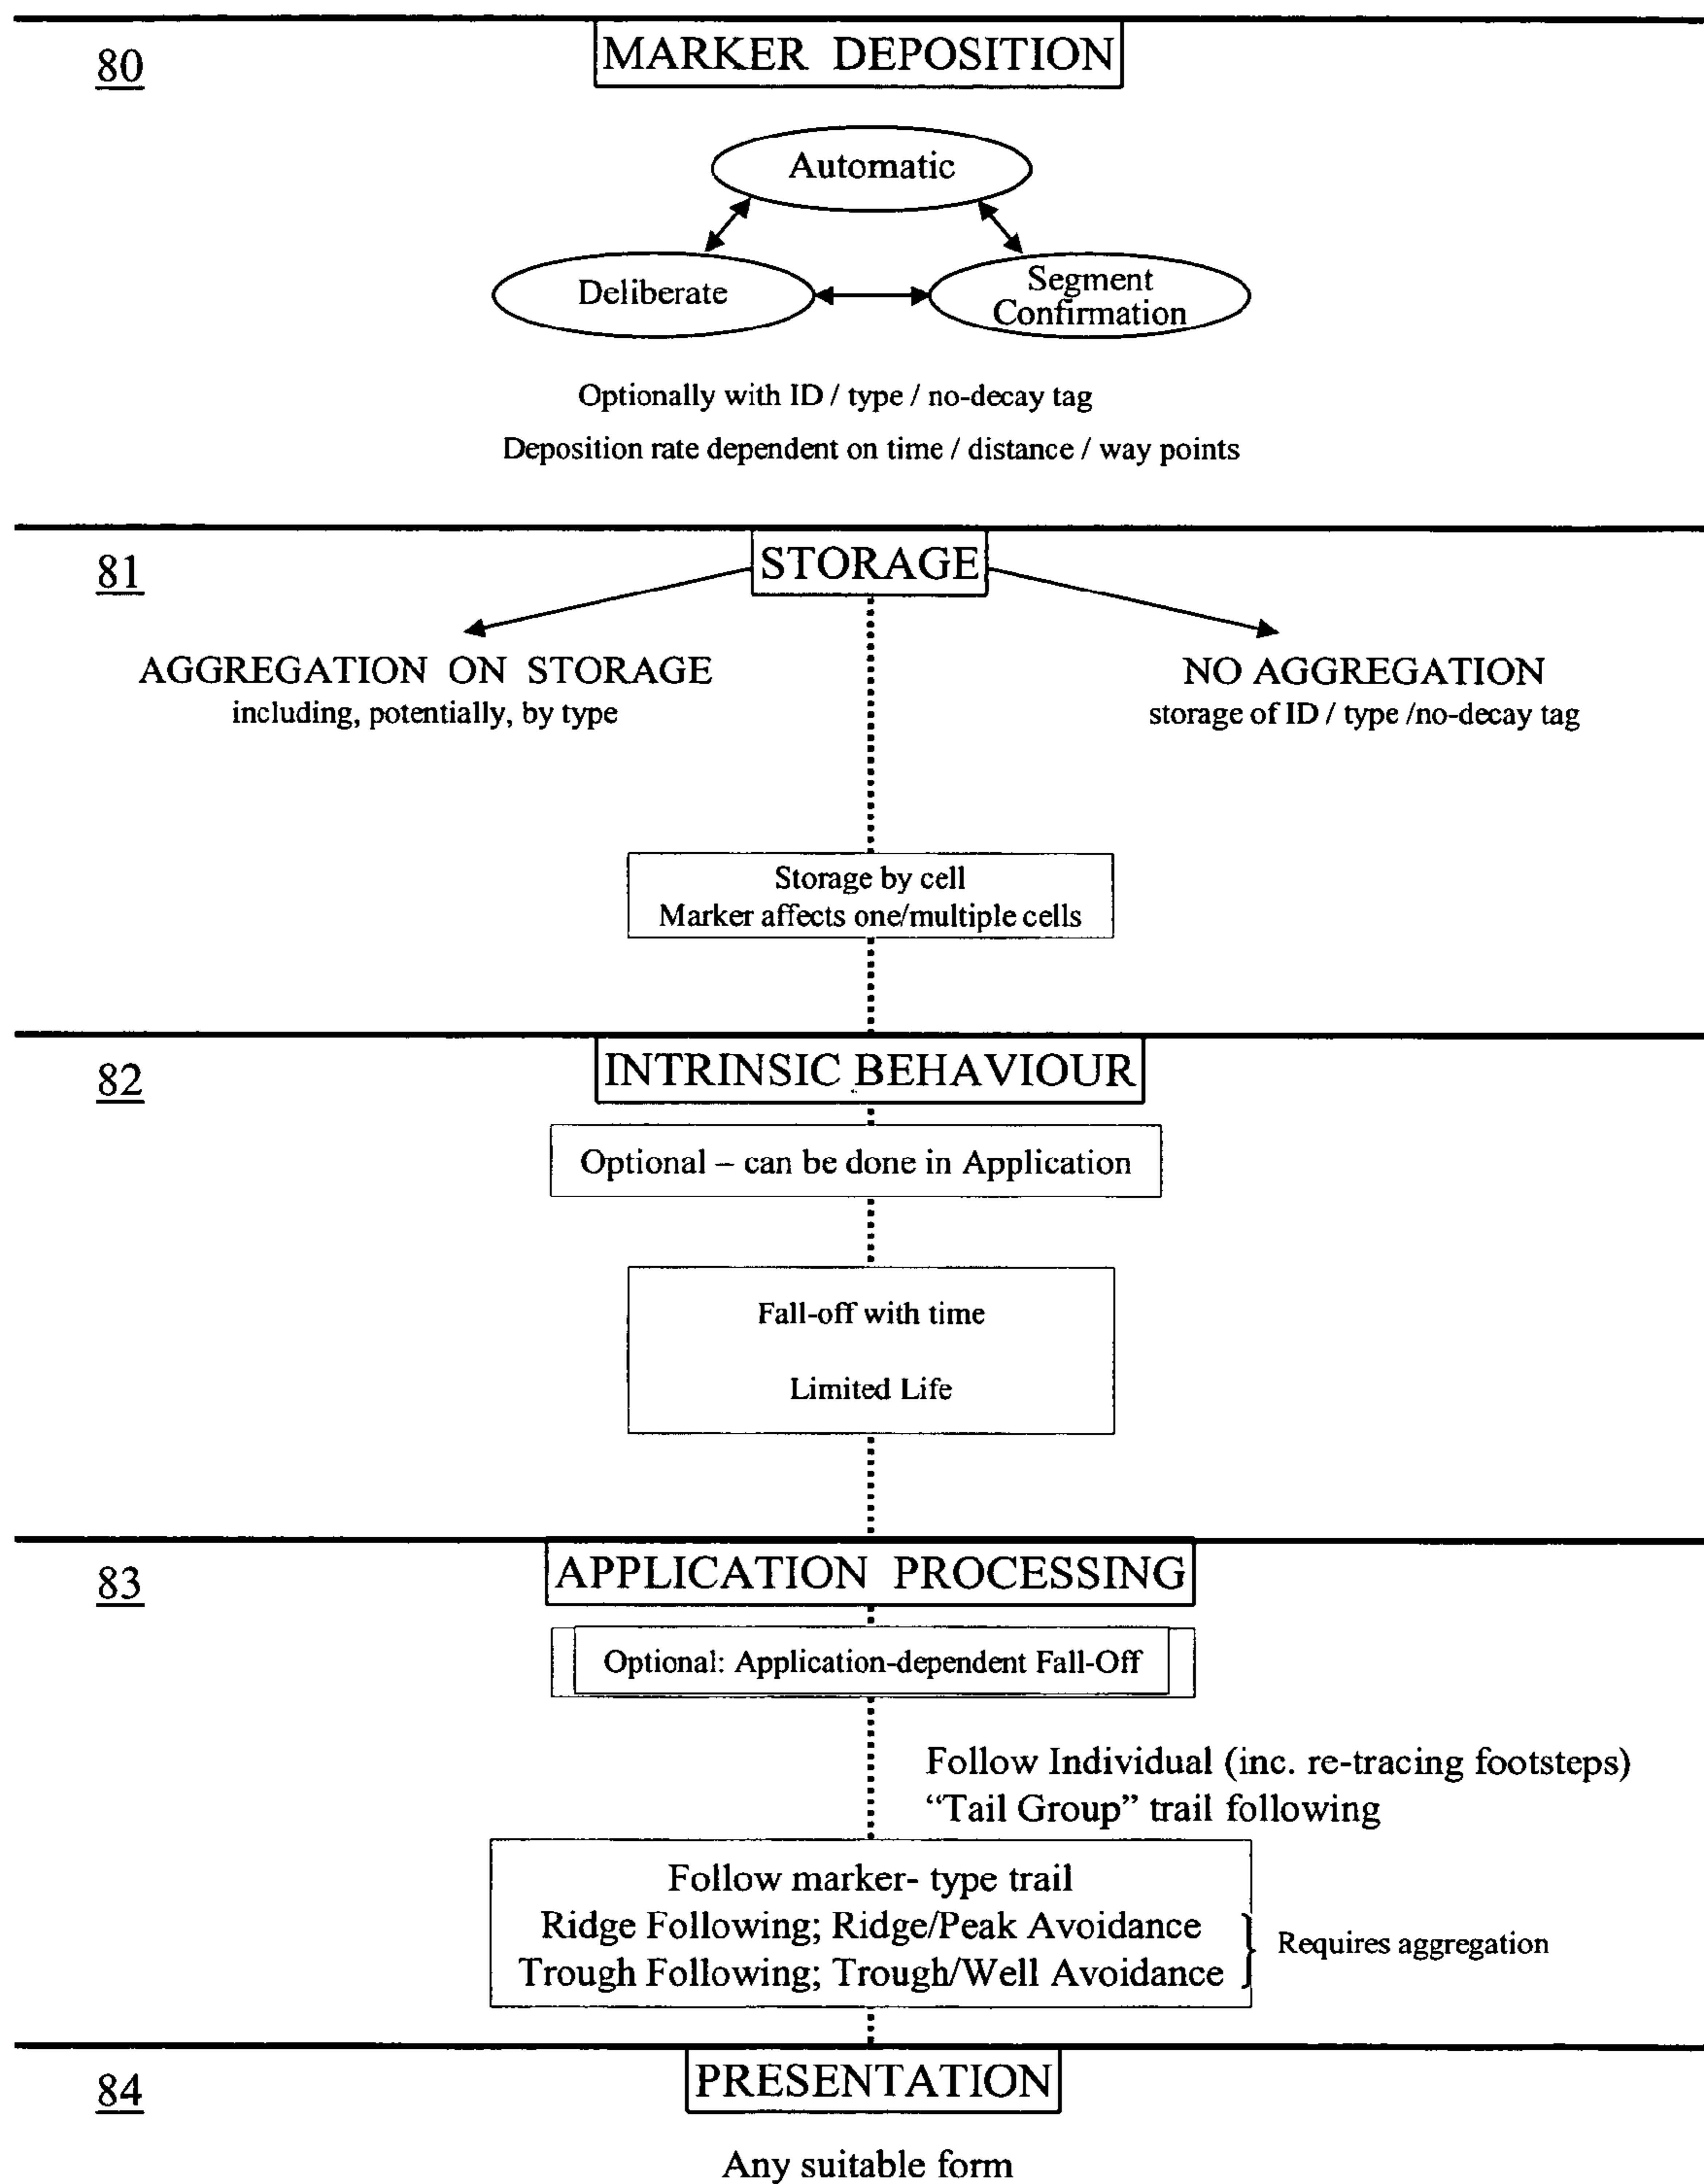 80
MARKER DEPOSITION
Automatic
Deliberate
Segment
Confirmation
Optionally with ID / type / no-decay tag
Deposition rate dependent on time / distance / way points
81
STORAGE
AGGREGATION ON STORAGE
including, potentially, by type
NO AGGREGATION
storage of ID / type /no-decay tag
Storage by cell
Marker affects one/multiple cells
82
INTRINSIC BEHAVIOUR
Optional – can be done in Application
Fall-off with time
Limited Life
83
APPLICATION PROCESSING
Optional: Application-dependent Fall-Off
Follow Individual (inc. re-tracing footsteps)
“Tail Group” trail following
Follow marker- type trail
Ridge Following; Ridge/Peak Avoidance
Trough Following; Trough/Well Avoidance
Requires aggregation
84
PRESENTATION
Any suitable form